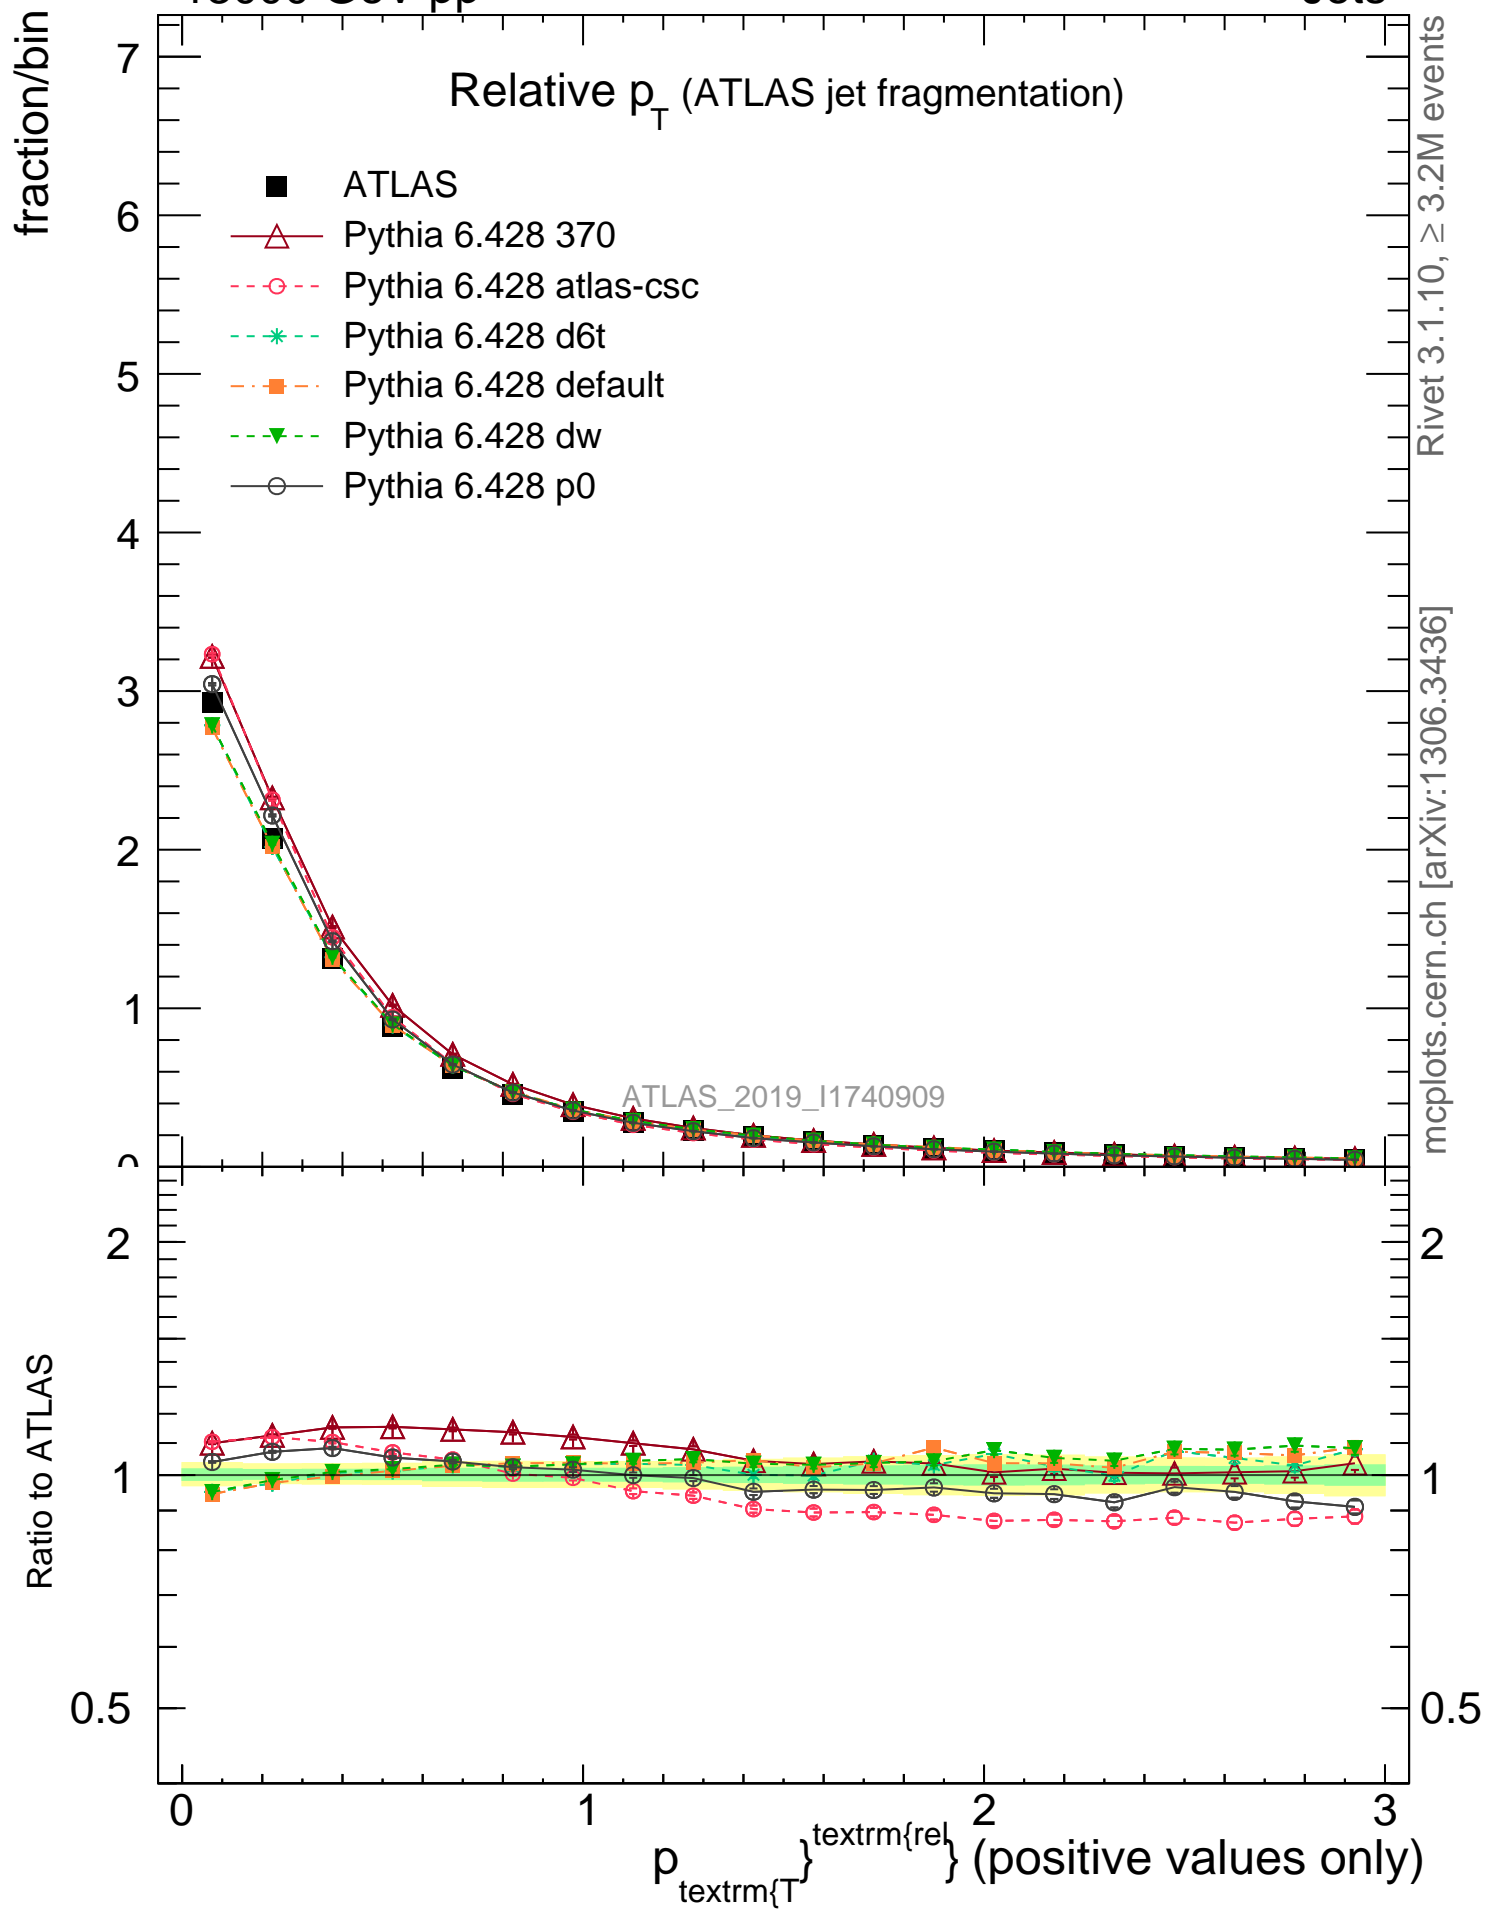 fraction/bin
7
6
5
4
3
2
1
Relative p_T (ATLAS jet fragmentation)
ATLAS
Pythia 6.428 370
Pythia 6.428 atlas-csc
Pythia 6.428 d6t
Pythia 6.428 default
Pythia 6.428 dw
Pythia 6.428 p0
ATLAS_2019_I1740909
Rivet 3.1.10, ≥ 3.2M events
mcplots.cern.ch [arXiv:1306.3436]
Ratio to ATLAS
2
1
0.5
2
1
0.5
0 1 2 3
p_textrm{T}^textrm{rel} (positive values only)